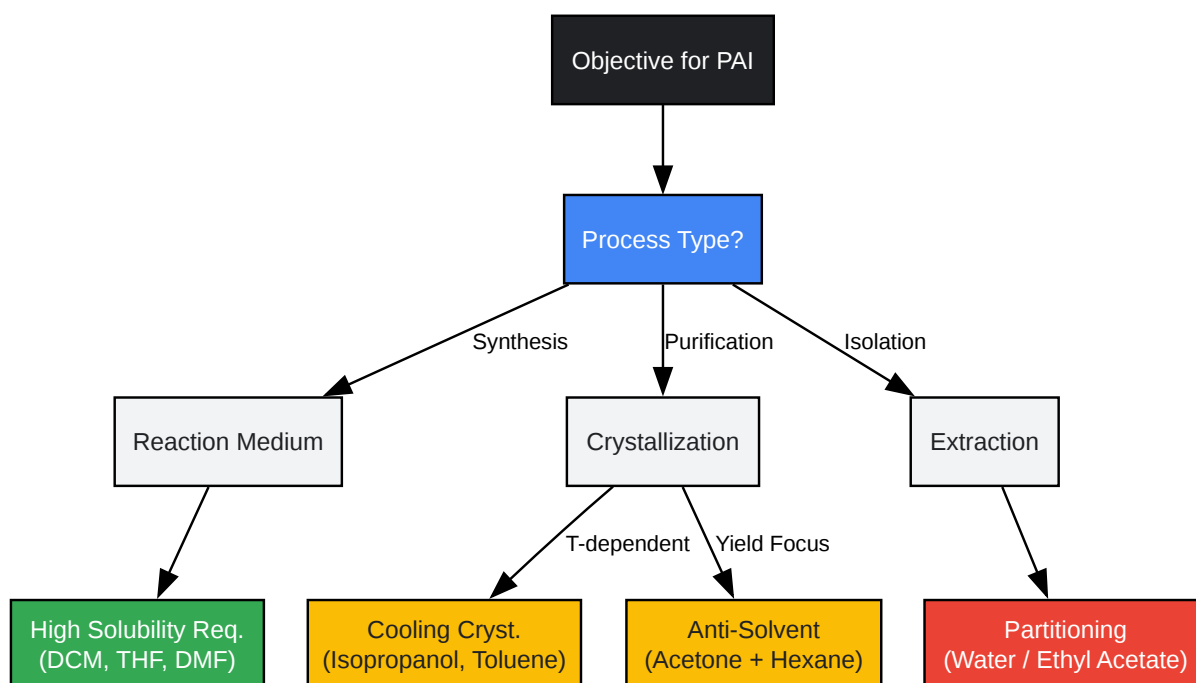 Objective for PAI
Process Type?
Synthesis
Purification
Isolation
Reaction Medium
Crystallization
Extraction
T-dependent
Yield Focus
High Solubility Req.
(DCM, THF, DMF)
Cooling Cryst.
(Isopropanol, Toluene)
Anti-Solvent
(Acetone + Hexane)
Partitioning
(Water / Ethyl Acetate)